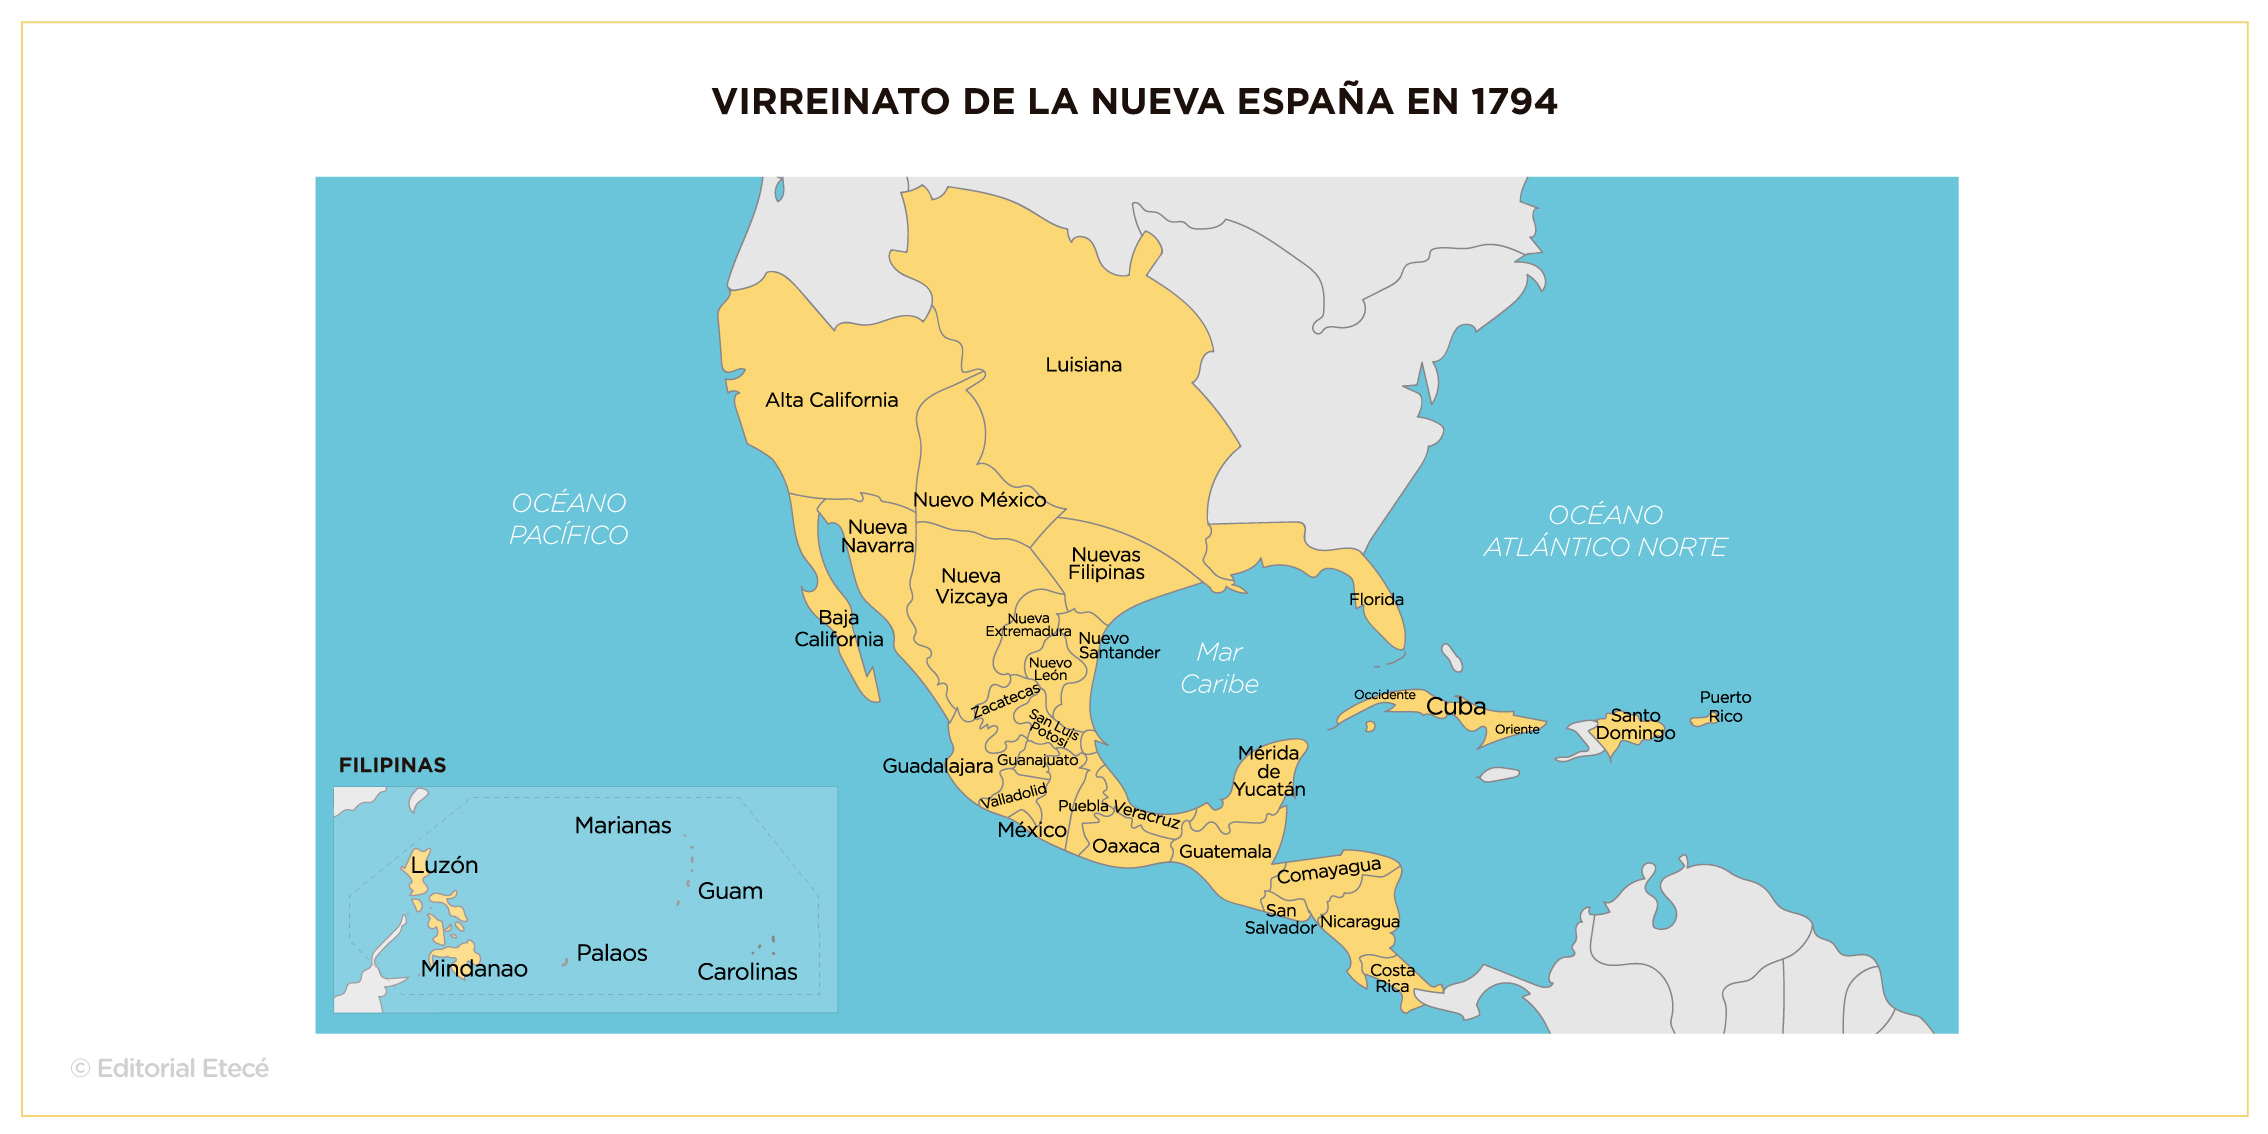 VIRREINATO DE LA NUEVA ESPAÑA EN 1794
Luisiana
Alta California
OCÉANO
PACÍFICO
Nuevo México
OCÉANO
ATLÁNTICO NORTE
Nueva
Navarra
Nuevas
Filipinas
Nueva
Vizcaya
Florida
Baja
California
Nueva
Extremadura
Nuevo
Santander
Mar
Caribe
Nuevo
León
Zacatecas
San Luis
Potosi
Occidente
Cuba
Oriente
Santo
Domingo
Puerto
Rico
Guadalajara
Guanajuato
Mérida
de
Yucatán
Valladolid
Puebla
Veracruz
México
Oaxaca
Guatemala
Comayagua
San
Salvador
Nicaragua
Costa
Rica
FILIPINAS
Marianas
Luzón
Guam
Palaos
Mindanao
Carolinas
© Editorial Etecé